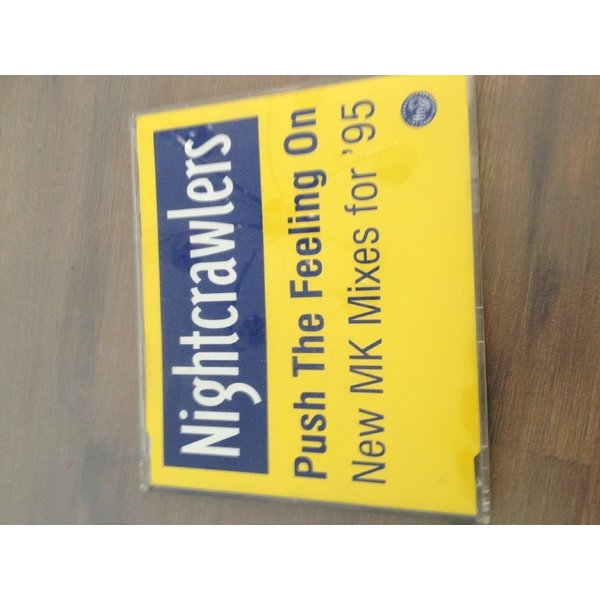 Nightcrawlers
Push The Feeling On
New MK Mixes for '95